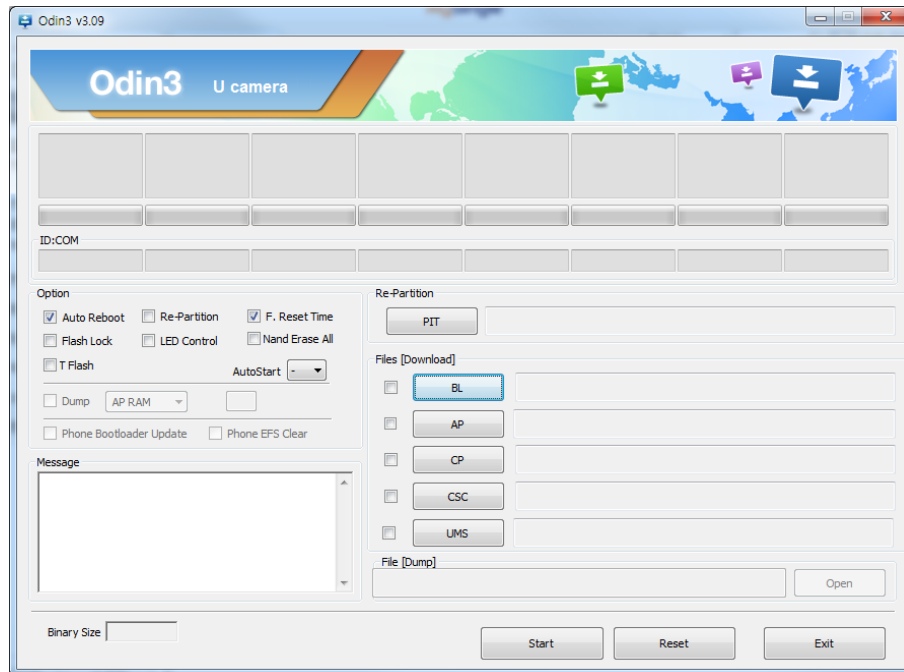 Odin3 v3.09
Odin3 U camera
ID:COM
Option
Auto Reboot Re-Partition F. Reset Time
Flash Lock LED Control Nand Erase All
T Flash AutoStart -
Dump AP RAM
Phone Bootloader Update Phone EFS Clear
Message
Re-Partition
PIT
Files [Download]
BL
AP
CP
CSC
UMS
File [Dump]
Open
Binary Size
Start Reset Exit